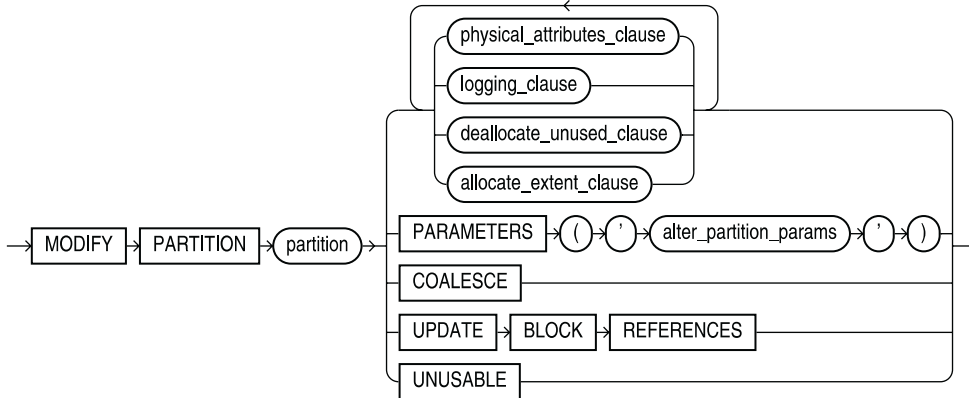 physical_attributes_clause
logging_clause
deallocate_unused_clause
allocate_extent_clause
MODIFY PARTITION partition PARAMETERS ( ' alter_partition_params ' )
COALESCE
UPDATE BLOCK REFERENCES
UNUSABLE